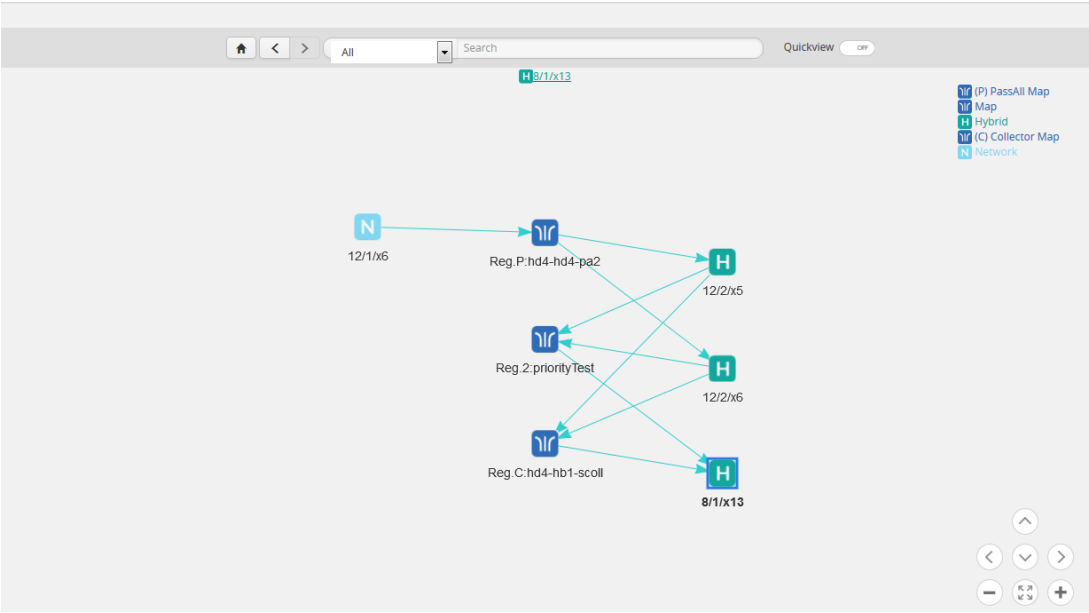 All
Search
Quickview
OFF
H 8/1/x13
(P) PassAll Map
Map
H Hybrid
(C) Collector Map
N Network
N
12/1/x6
Reg.P:hd4-hd4-pa2
H
12/2/x5
Reg.2:priorityTest
H
12/2/x6
Reg.C:hd4-hb1-scoll
H
8/1/x13